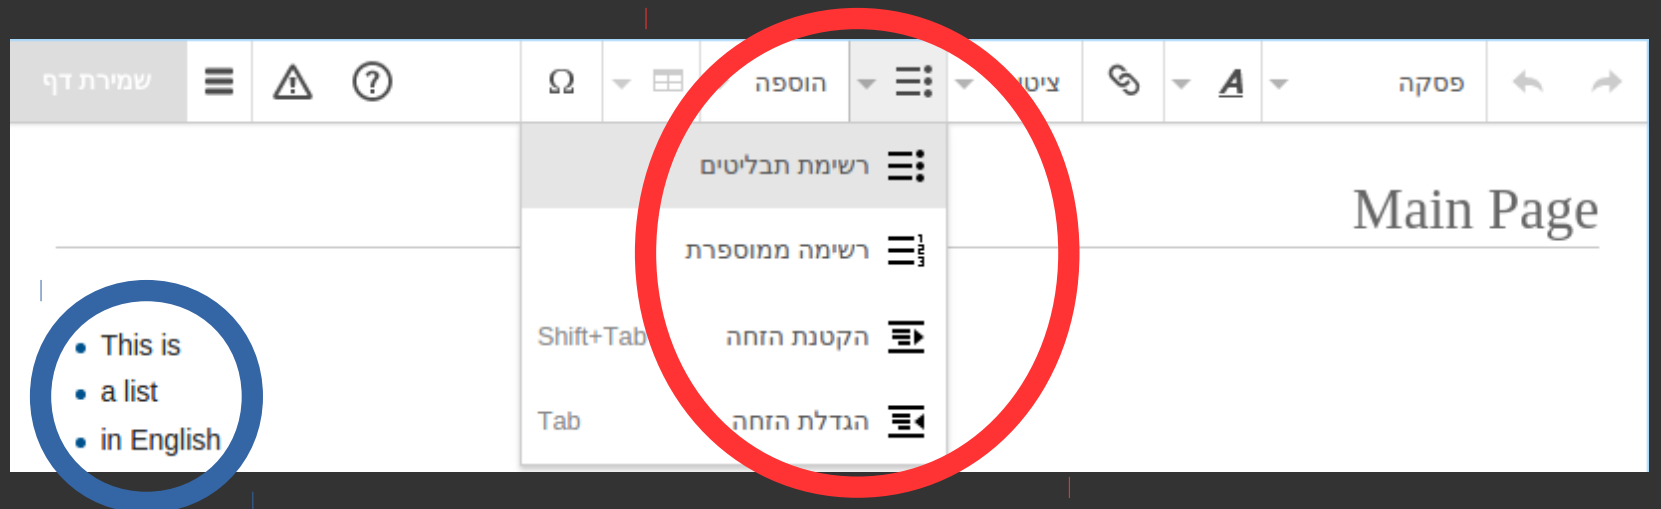 פסקה
A
ציטו
הוספה
Ω
?
שמירת דף
רשימת תבליטים
רשימה ממוספרת
הקטנת הזחה Shift+Tab
הגדלת הזחה Tab
Main Page
This is
a list
in English